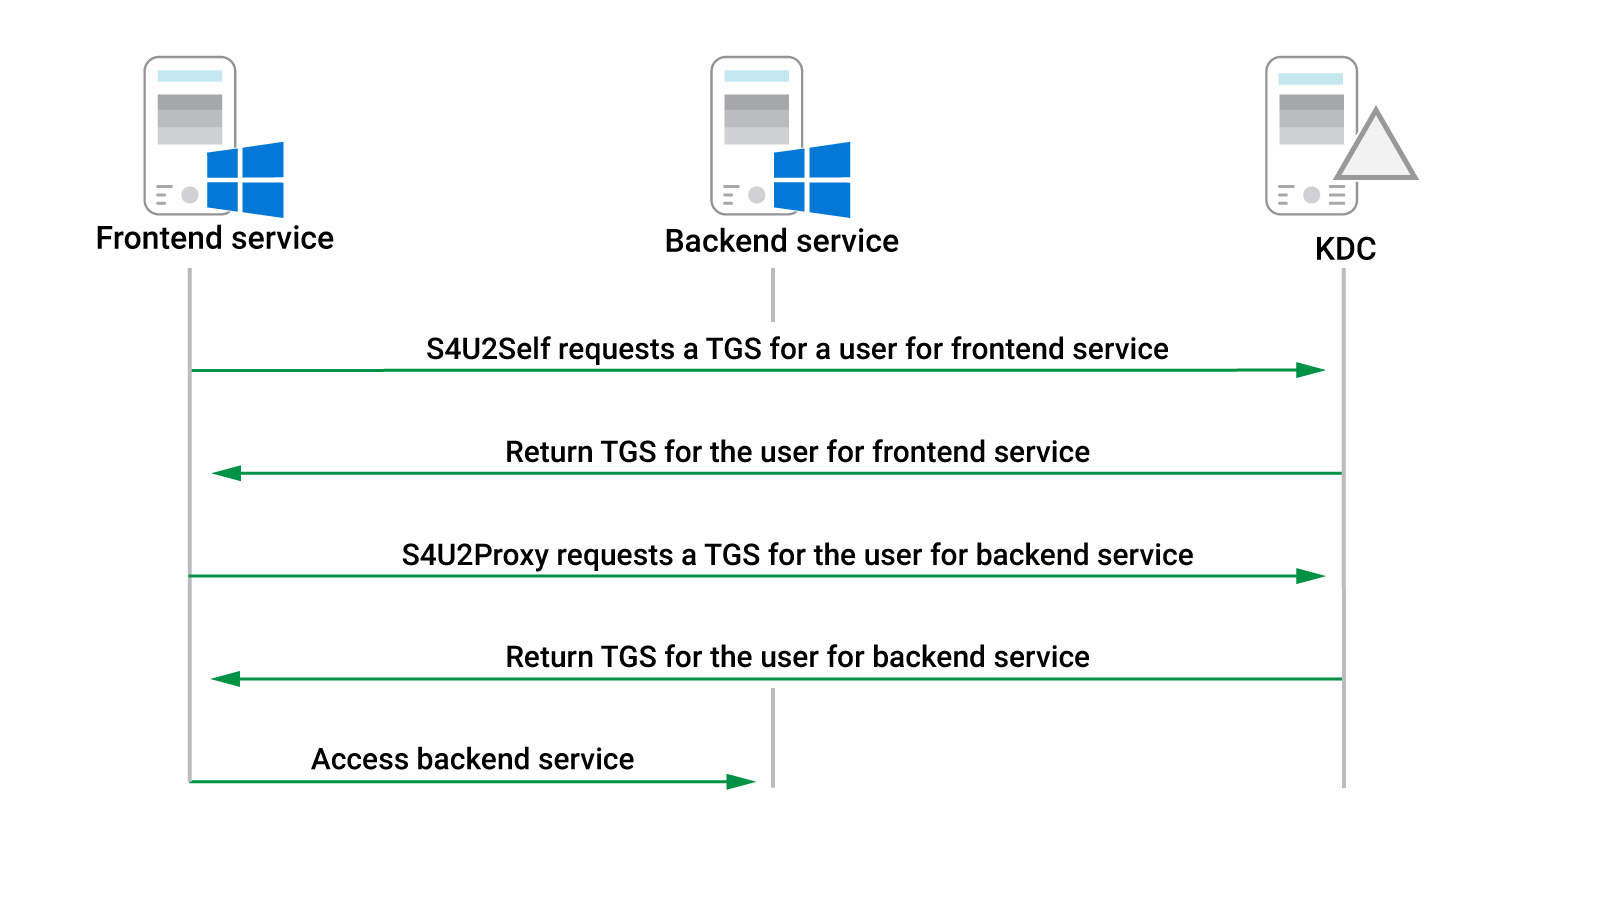 Frontend service
Backend service
KDC
S4U2Self requests a TGS for a user for frontend service
Return TGS for the user for frontend service
S4U2Proxy requests a TGS for the user for backend service
Return TGS for the user for backend service
Access backend service